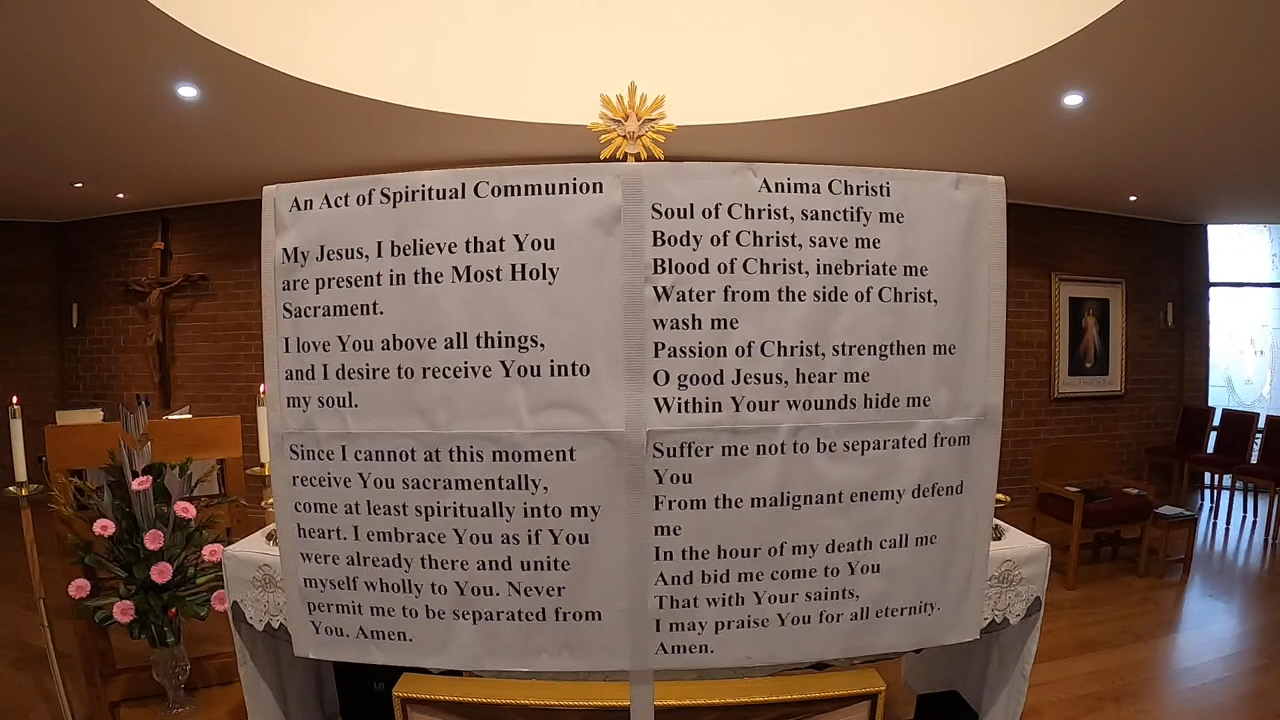 An Act of Spiritual Communion
My Jesus, I believe that You
are present in the Most Holy
Sacrament.
I love You above all things,
and I desire to receive You into
my soul.
Since I cannot at this moment
receive You sacramentally,
come at least spiritually into my
heart. I embrace You as if You
were already there and unite
myself wholly to You. Never
permit me to be separated from
You. Amen.
Anima Christi
Soul of Christ, sanctify me
Body of Christ, save me
Blood of Christ, inebriate me
Water from the side of Christ,
wash me
Passion of Christ, strengthen me
O good Jesus, hear me
Within Your wounds hide me
Suffer me not to be separated from
You
From the malignant enemy defend
me
In the hour of my death call me
And bid me come to You
That with Your saints,
I may praise You for all eternity.
Amen.